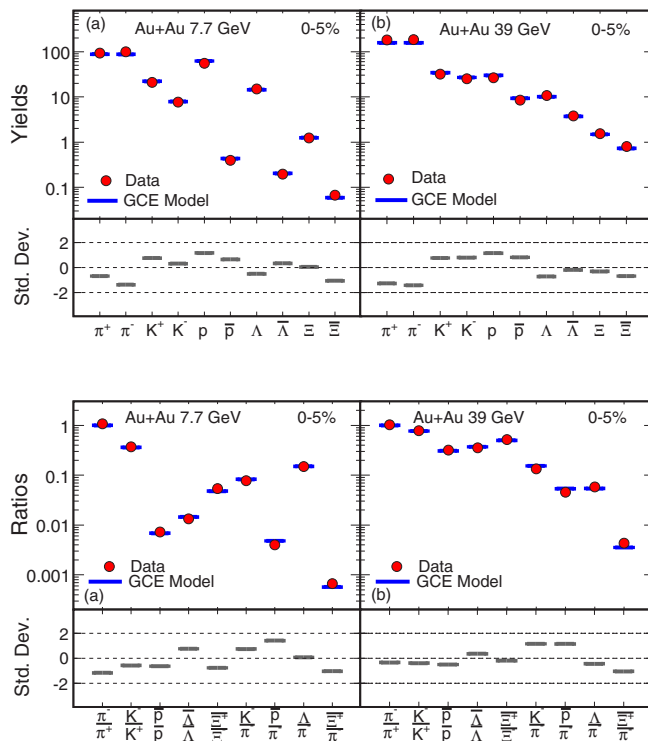 (a) Au+Au 7.7 GeV 0-5%
(b) Au+Au 39 GeV 0-5%
100
10
1
0.1
Yields
Data
GCE Model
Data
GCE Model
2
0
-2
Std. Dev.
π+ π- K+ K- p p̅ Λ Λ̅ Ξ Ξ̅
π+ π- K+ K- p p̅ Λ Λ̅ Ξ Ξ̅
Au+Au 7.7 GeV 0-5%
Au+Au 39 GeV 0-5%
1
0.1
0.01
0.001
Ratios
Data
GCE Model
(a)
Data
GCE Model
(b)
2
0
-2
Std. Dev.
π-/π+ K-/K+ p̅/p Λ̅/Λ Ξ̅+/Ξ- K-/π- p̅/π- Λ/π- Ξ̅+/π-
π-/π+ K-/K+ p̅/p Λ̅/Λ Ξ̅+/Ξ- K-/π- p̅/π- Λ/π- Ξ̅+/π-